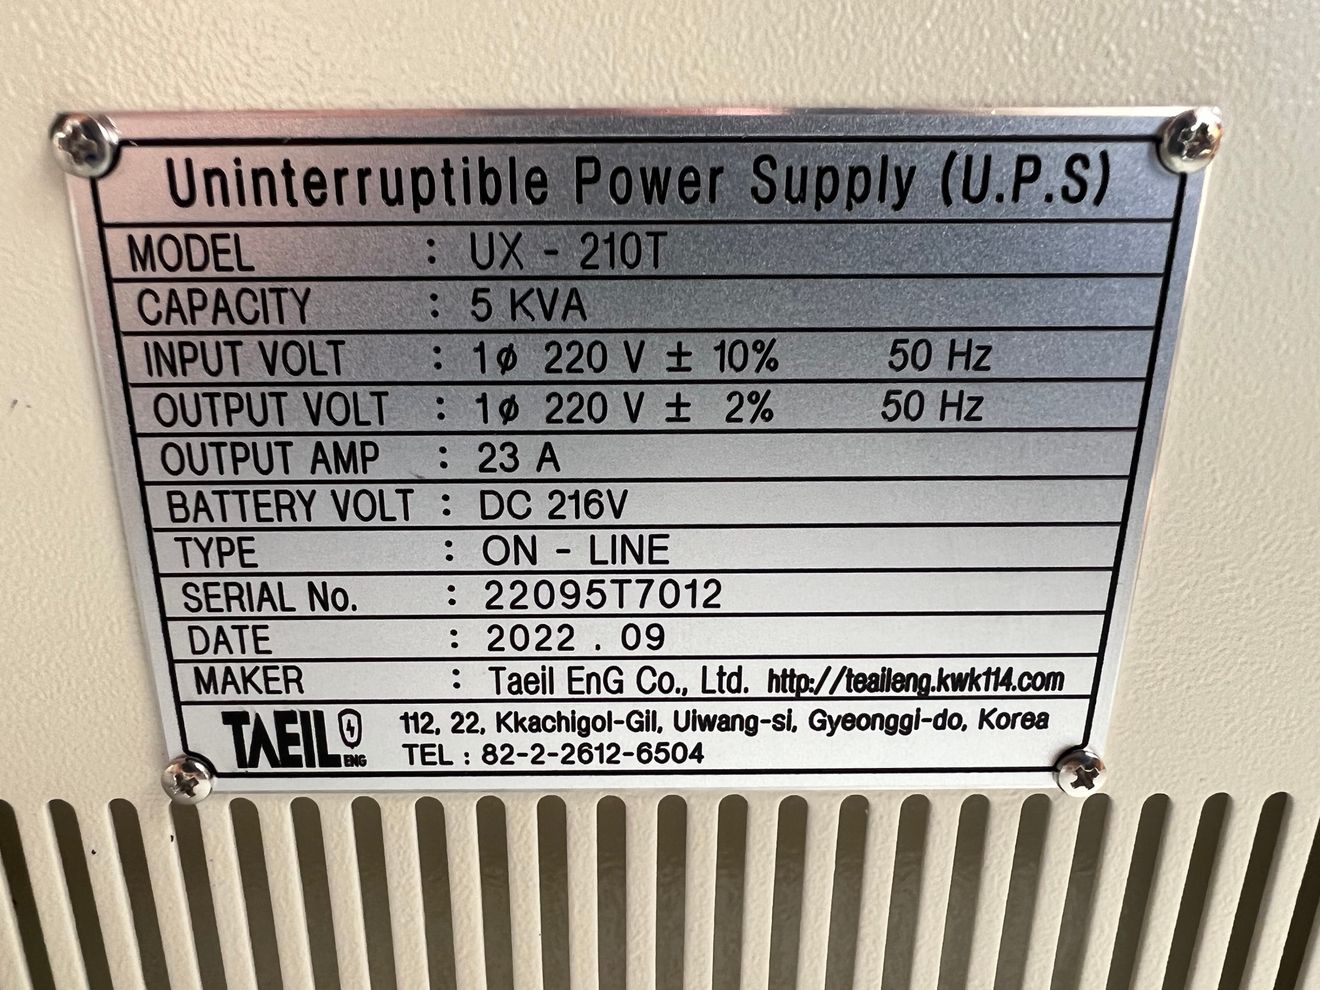 Uninterruptible Power Supply (U.P.S)
MODEL : UX - 210T
CAPACITY : 5 KVA
INPUT VOLT : 1ø 220 V ± 10% 50 Hz
OUTPUT VOLT : 1ø 220 V ± 2% 50 Hz
OUTPUT AMP : 23 A
BATTERY VOLT : DC 216V
TYPE : ON - LINE
SERIAL No. : 22095T7012
DATE : 2022 . 09
MAKER : Taeil EnG Co., Ltd. http://teaileng.kwk114.com
TAEIL ENG 112, 22, Kkachigol-Gil, Uiwang-si, Gyeonggi-do, Korea
TEL : 82-2-2612-6504